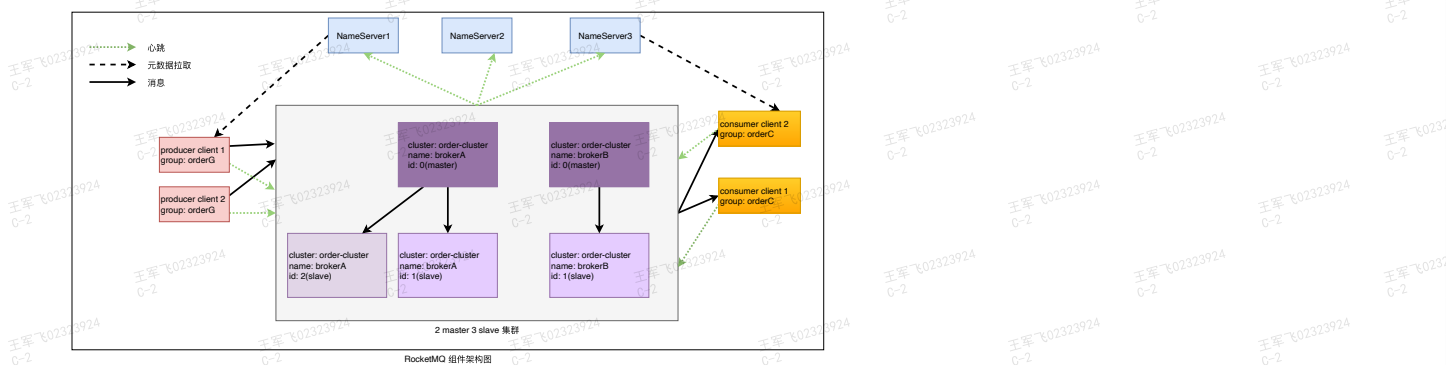 NameServer1
NameServer2
NameServer3
心跳
元数据拉取
消息
producer client 1
group: orderG
producer client 2
group: orderG
cluster: order-cluster
name: brokerA
id: 0(master)
cluster: order-cluster
name: brokerB
id: 0(master)
cluster: order-cluster
name: brokerA
id: 2(slave)
cluster: order-cluster
name: brokerA
id: 1(slave)
cluster: order-cluster
name: brokerB
id: 1(slave)
consumer client 2
group: orderC
consumer client 1
group: orderC
2 master 3 slave 集群
RocketMQ 组件架构图
王军飞02323924
C-2